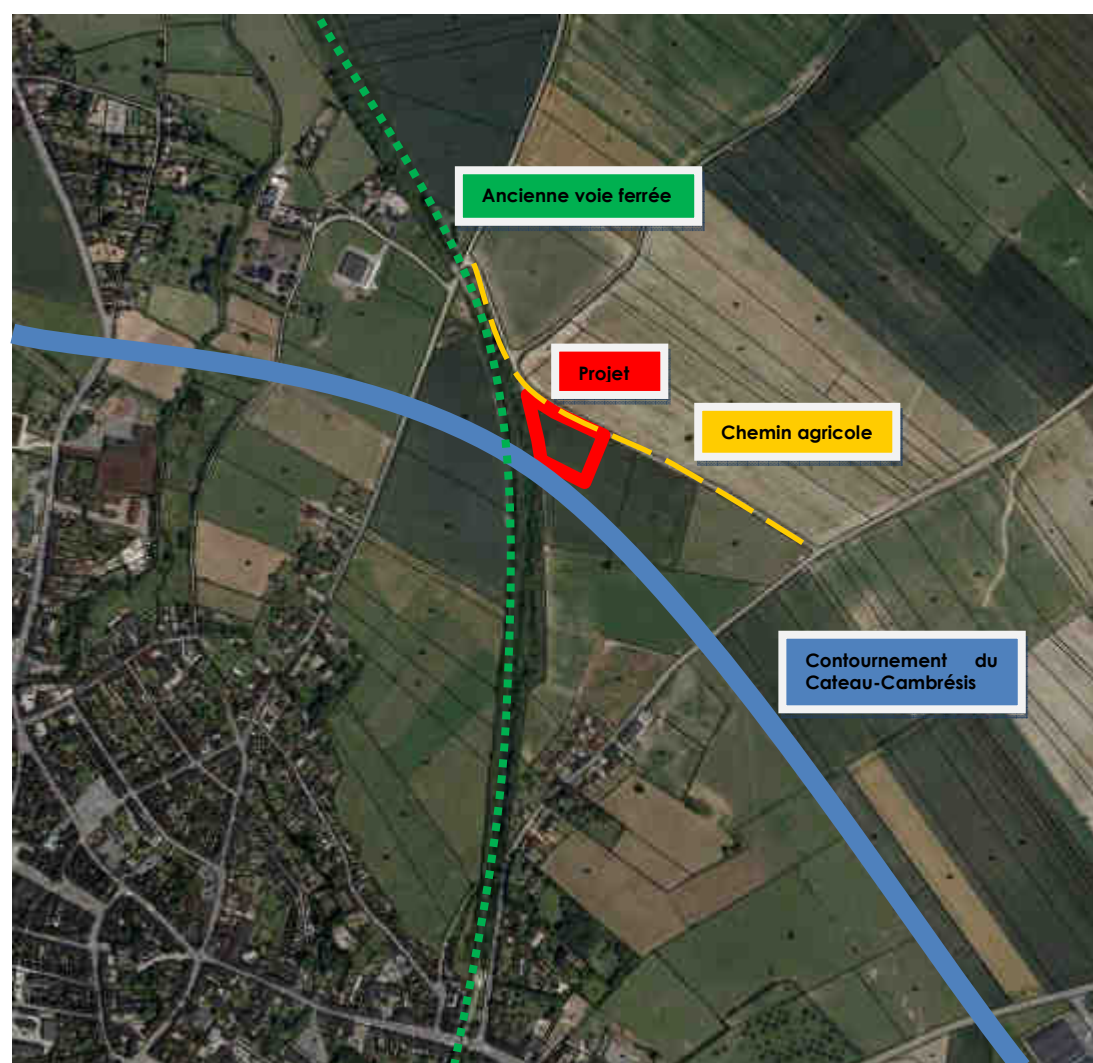 Ancienne voie ferrée
Projet
Chemin agricole
Contournement du
Cateau-Cambrésis